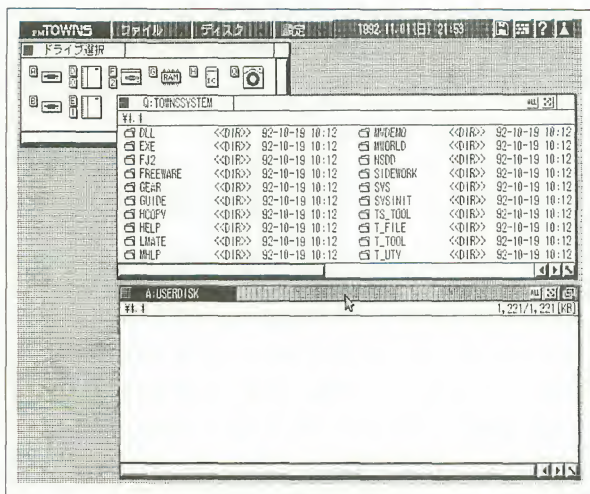 FM TOWNS ファイル ディスク 設定 1992-11-01(日) 21:53 ?
ドライブ選択
A D F G RAM H IC Q
B E
Q:TOWNSSYSTEM ALL
¥*.*
DLL <<DIR>> 92-10-19 10:12 MVDEMO <<DIR>> 92-10-19 10:12
EXE <<DIR>> 92-10-19 10:12 MWORLD <<DIR>> 92-10-19 10:12
FJ2 <<DIR>> 92-10-19 10:12 NSDD <<DIR>> 92-10-19 10:12
FREEWARE <<DIR>> 92-10-19 10:12 SIDEWORK <<DIR>> 92-10-19 10:12
GEAR <<DIR>> 92-10-19 10:12 SYS <<DIR>> 92-10-19 10:12
GUIDE <<DIR>> 92-10-19 10:12 SYSINIT <<DIR>> 92-10-19 10:12
HCOPY <<DIR>> 92-10-19 10:12 TS_TOOL <<DIR>> 92-10-19 10:12
HELP <<DIR>> 92-10-19 10:12 T_FILE <<DIR>> 92-10-19 10:12
LMATE <<DIR>> 92-10-19 10:12 T_TOOL <<DIR>> 92-10-19 10:12
MHLP <<DIR>> 92-10-19 10:12 T_UTY <<DIR>> 92-10-19 10:12
A:USERDISK ALL
¥*.* 1,221/1,221[KB]